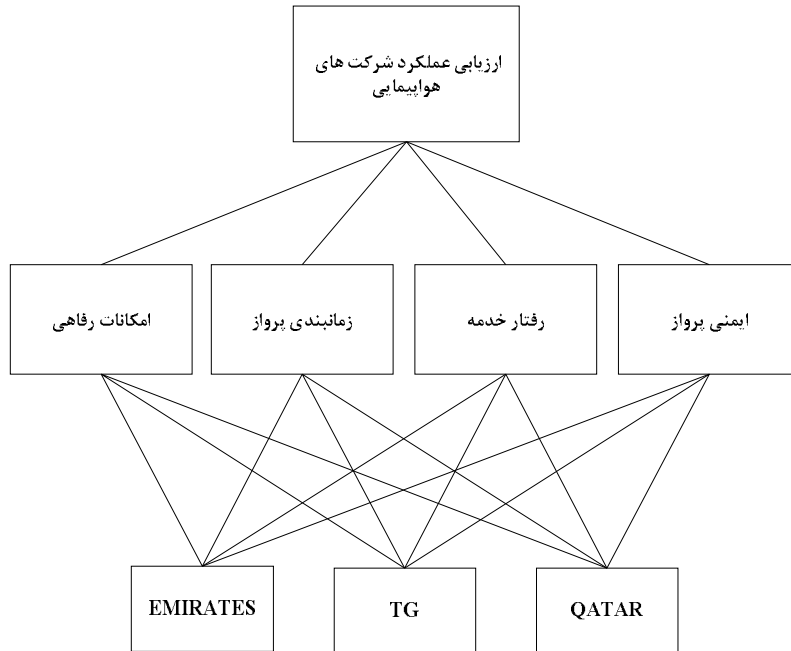 ارزیابی عملکرد شرکت های
هواپیمایی
ایمنی پرواز
رفتار خدمه
زمانبندی پرواز
امکانات رفاهی
EMIRATES
TG
QATAR